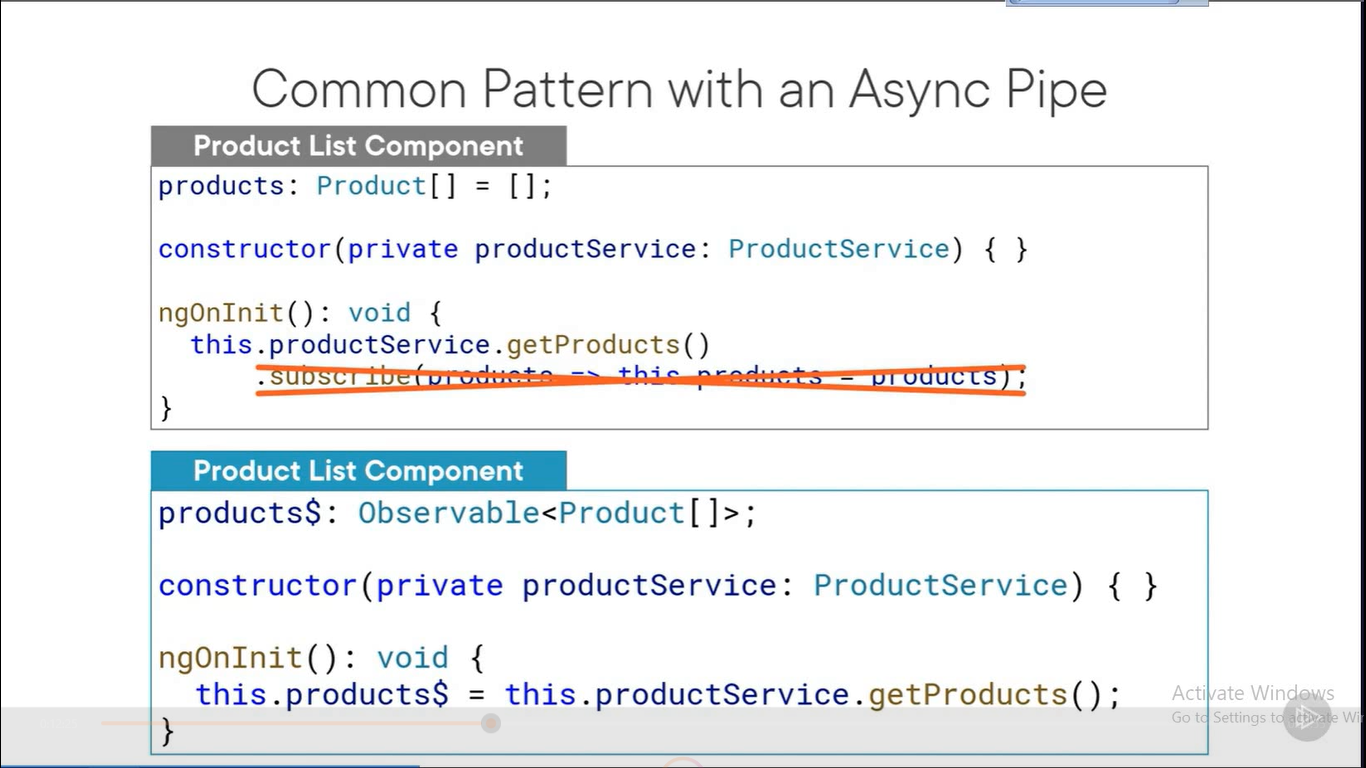 Common Pattern with an Async Pipe
Product List Component
products: Product[] = [];
constructor(private productService: ProductService) { }
ngOnInit(): void {
this.productService.getProducts()
.subscribe(products => this.products = products);
}
Product List Component
products$: Observable<Product[]>;
constructor(private productService: ProductService) { }
ngOnInit(): void {
this.products$ = this.productService.getProducts();
}
Activate Windows
Go to Settings to activate Wi